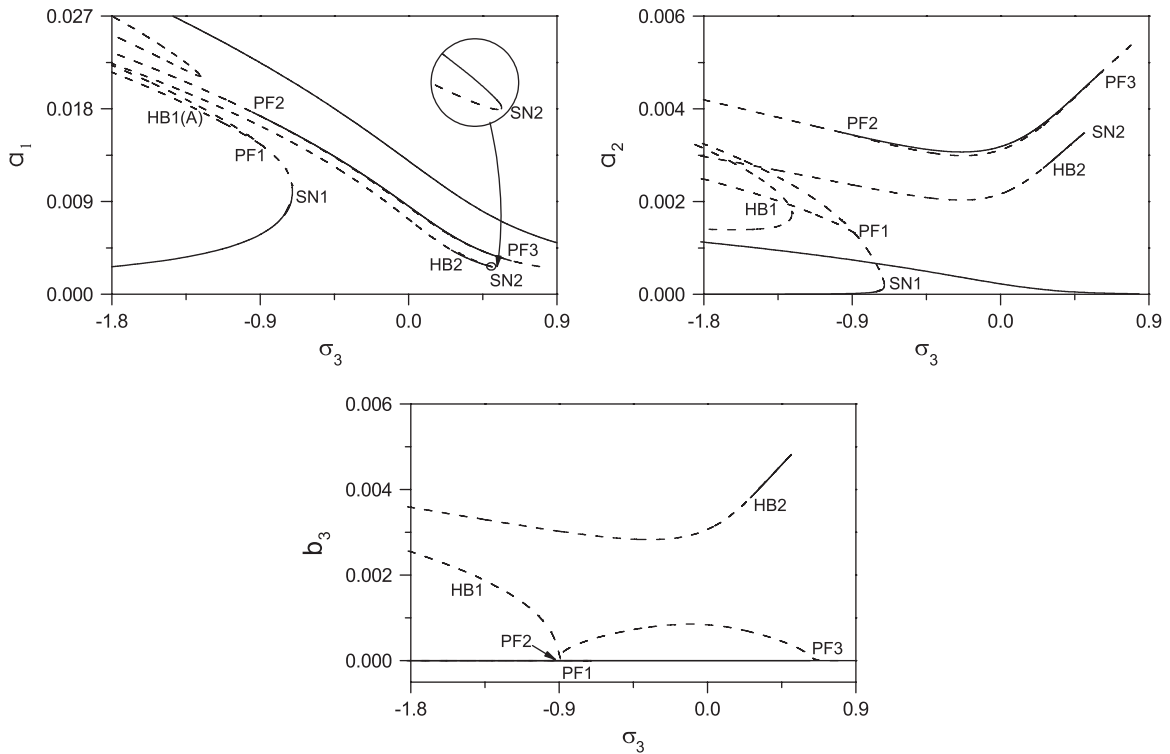 0.027
0.018
0.009
0.000
a1
-1.8
-0.9
0.0
0.9
σ3
HB1(A)
PF2
PF1
SN1
SN2
PF3
HB2
SN2
0.006
0.004
0.002
0.000
a2
-1.8
-0.9
0.0
0.9
σ3
PF2
PF3
SN2
HB2
HB1
PF1
SN1
0.006
0.004
0.002
0.000
b3
-1.8
-0.9
0.0
0.9
σ3
HB2
HB1
PF2
PF3
PF1